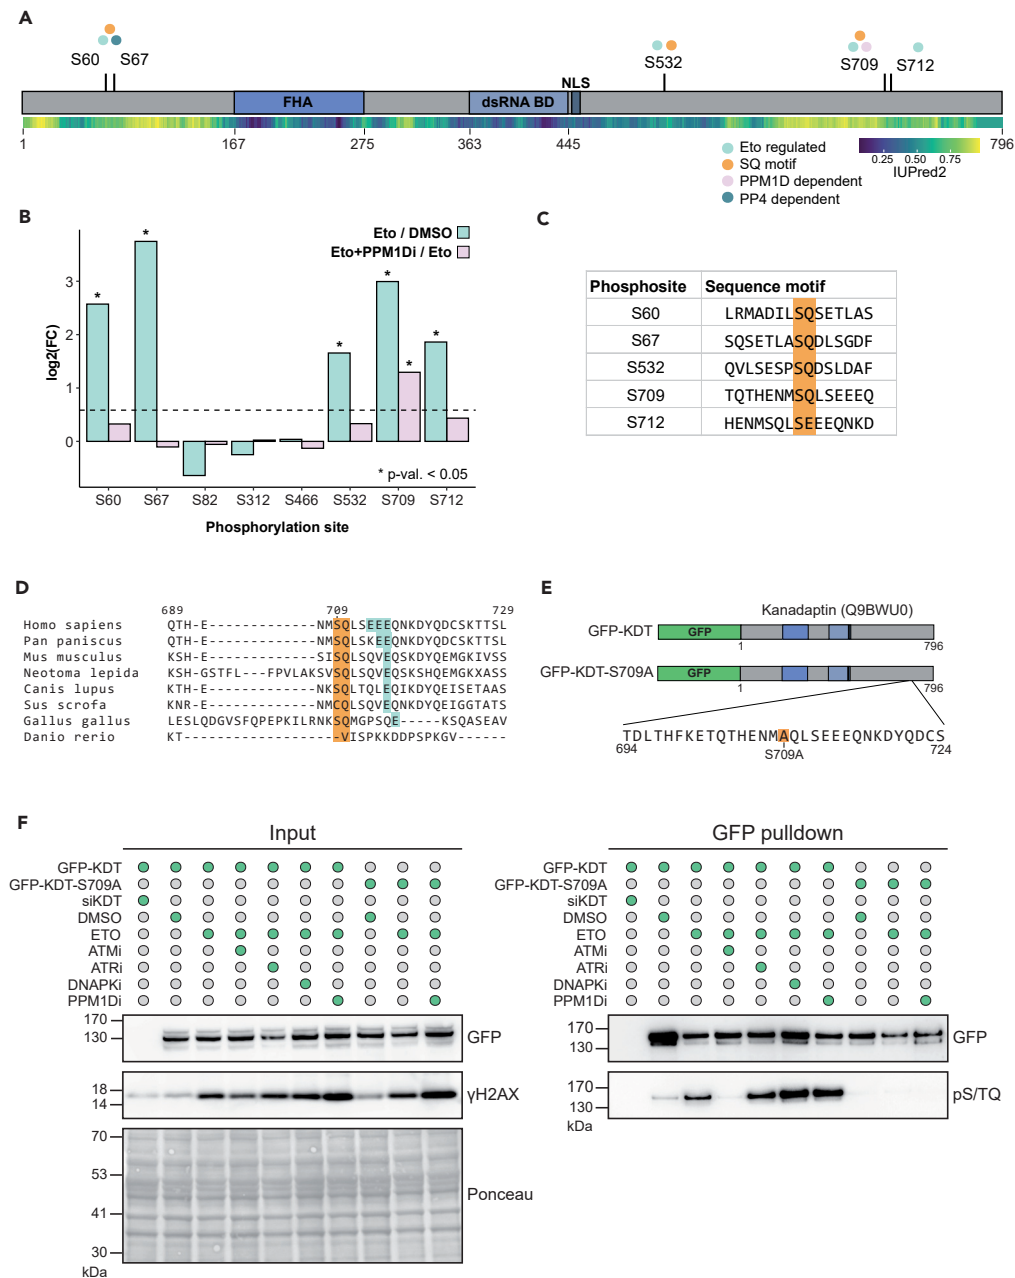 A
S60 S67
S532
S709 S712
NLS
FHA
dsRNA BD
1 167 275 363 445 796
Eto regulated
SQ motif
PPM1D dependent
PP4 dependent
0.25 0.50 0.75
IUPred2
B
Eto / DMSO
Eto+PPM1Di / Eto
log2(FC)
3
2
1
0
* * * * * *
* p-val. < 0.05
S60 S67 S82 S312 S466 S532 S709 S712
Phosphorylation site
C
Phosphosite Sequence motif
S60 LRMADILSQSETLAS
S67 SQSETLASQDLSGDF
S532 QVLSESPSQDSLDAF
S709 TQTHENMSQLSEEEQ
S712 HENMSQLSEEEQNKD
D
689 709 729
Homo sapiens QTH-E-------------NMSQLSEEEQNKDYQDCSKTTSL
Pan paniscus QTH-E-------------NMSQLSKEEQNKDYQDCSKTTSL
Mus musculus KSH-E-------------SISQLSQVEQSKDYQEMGKIVSS
Neotoma lepida KSH-GSTFL---FPVLAKSVSQLSQVEQSKSHQEMGKXASS
Canis lupus KTH-E-------------NKSQLTQLEQIKDYQEISETAAS
Sus scrofa KNR-E-------------NMCQLSQVEQNKDYQEIGGTATS
Gallus gallus LESLQDGVSFQPEPKILRNKSQMGPSQE-----KSQASEAV
Danio rerio KT------------------VISPKKDDPSPKGV------
E
Kanadaptin (Q9BWU0)
GFP-KDT GFP
1 796
GFP-KDT-S709A GFP
1 796
TDLTHFKETQTHENMAQLSEEEQNKDYQDCS
694 724
S709A
F
Input
GFP-KDT
GFP-KDT-S709A
siKDT
DMSO
ETO
ATMi
ATRi
DNAPKi
PPM1Di
170
130
GFP
18
14
γH2AX
70
53
41
30
Ponceau
kDa
GFP pulldown
GFP-KDT
GFP-KDT-S709A
siKDT
DMSO
ETO
ATMi
ATRi
DNAPKi
PPM1Di
170
130
GFP
170
130
pS/TQ
kDa